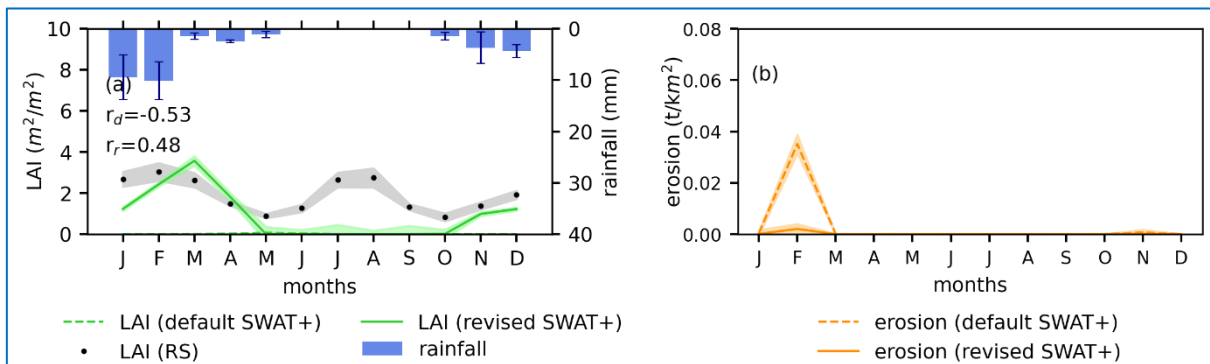 10
8
6
4
2
0
LAI (m²/m²)
(a)
r_d=-0.53
r_r=0.48
0
10
20
30
40
rainfall (mm)
J F M A M J J A S O N D
months
LAI (default SWAT+)
LAI (RS)
LAI (revised SWAT+)
rainfall
0.08
0.06
0.04
0.02
0.00
erosion (t/km²)
(b)
J F M A M J J A S O N D
months
erosion (default SWAT+)
erosion (revised SWAT+)